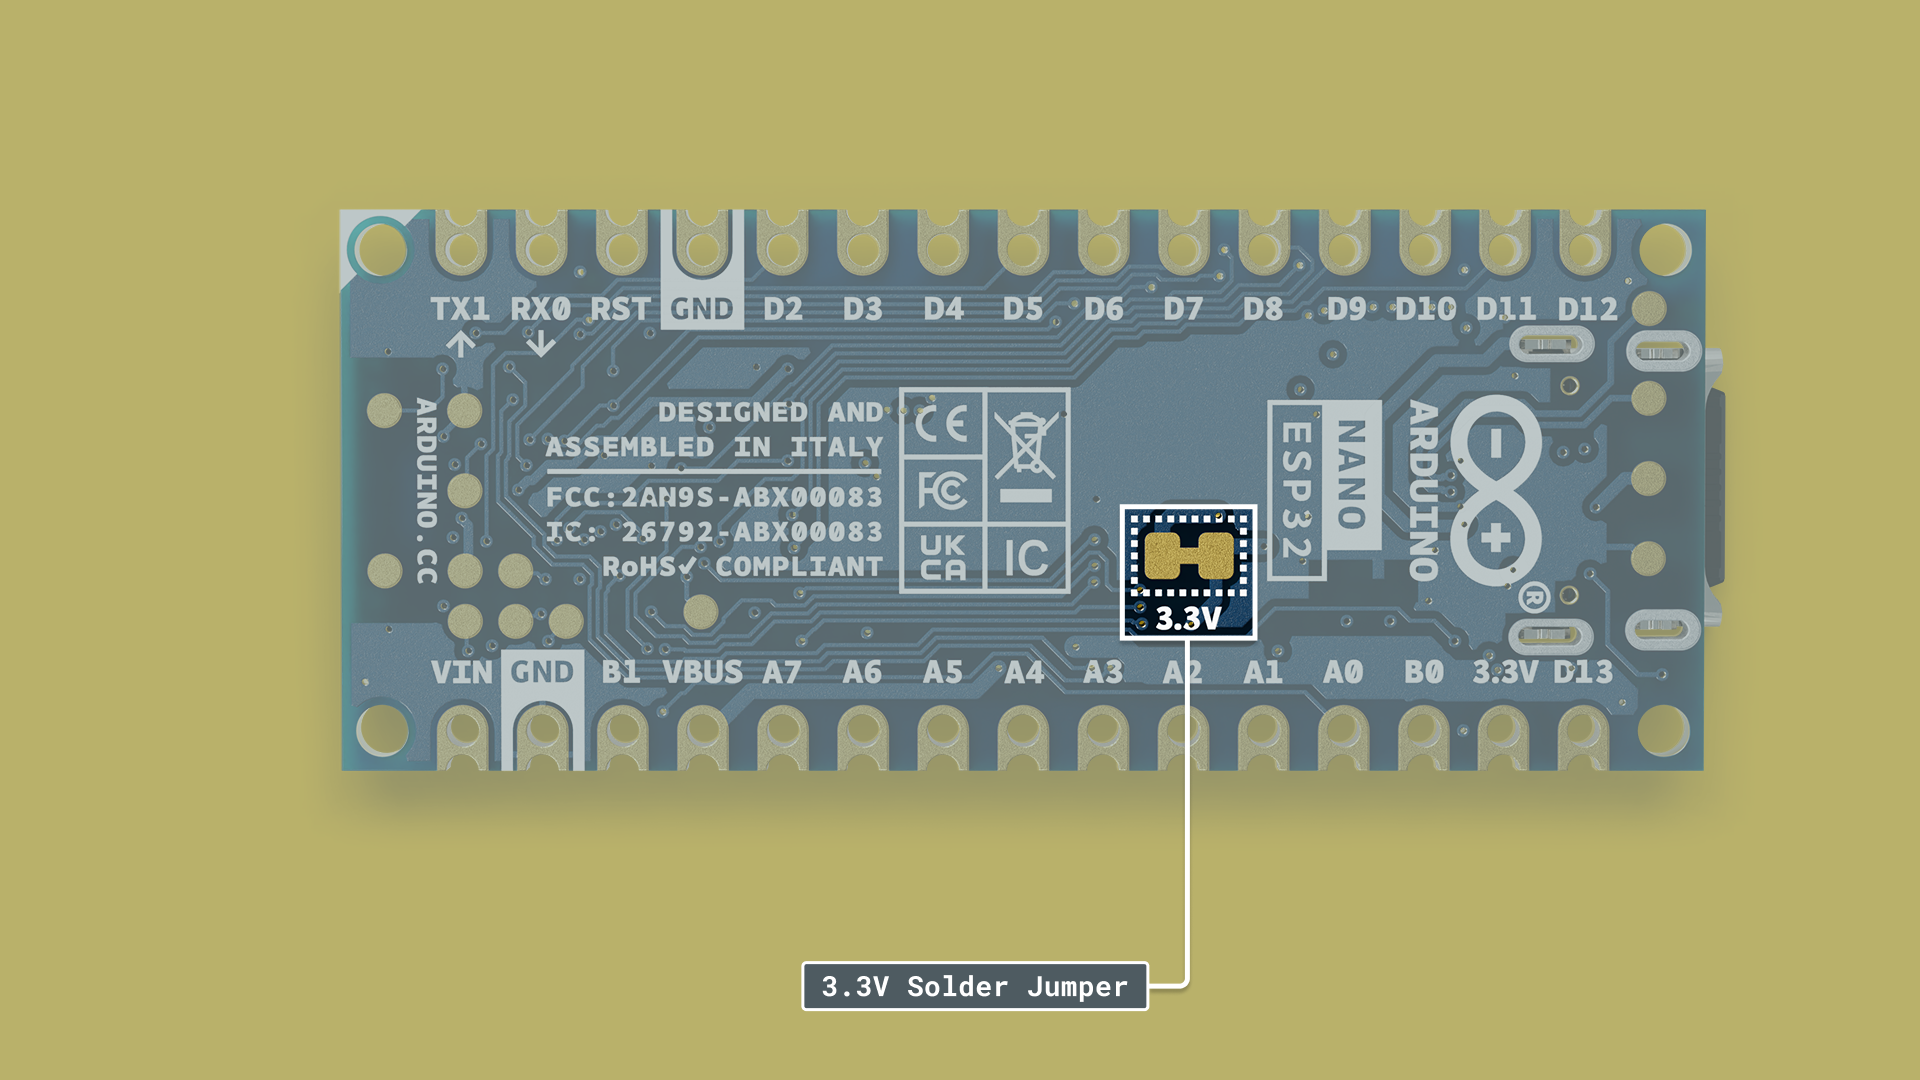 TX1 RX0 RST GND D2 D3 D4 D5 D6 D7 D8 D9 D10 D11 D12
ARDUINO.CC
DESIGNED AND
ASSEMBLED IN ITALY
FCC:2AN9S-ABX00083
IC: 26792-ABX00083
RoHS✓ COMPLIANT
CE
FC
UK
CA
IC
3.3V
ESP32
NANO
ARDUINO
®
VIN GND B1 VBUS A7 A6 A5 A4 A3 A2 A1 A0 B0 3.3V D13
3.3V Solder Jumper